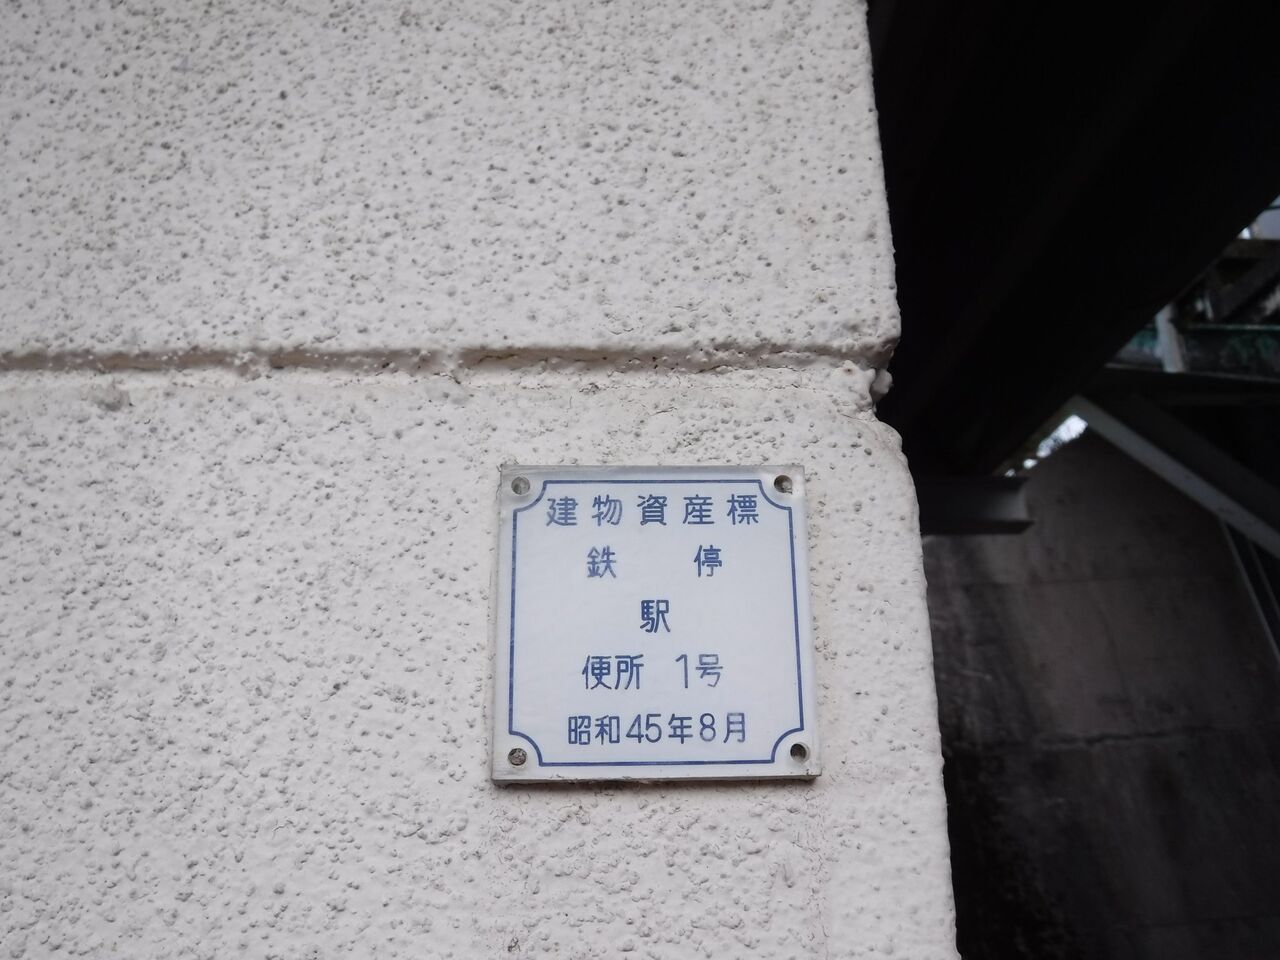 建物資産標
鉄 停
駅
便所 1号
昭和45年8月